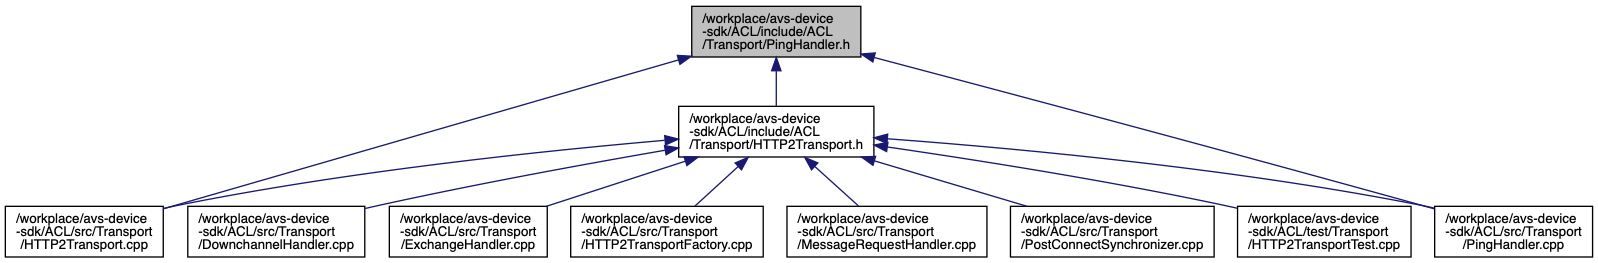 /workplace/avs-device
-sdk/ACL/include/ACL
/Transport/PingHandler.h
/workplace/avs-device
-sdk/ACL/include/ACL
/Transport/HTTP2Transport.h
/workplace/avs-device
-sdk/ACL/src/Transport
/HTTP2Transport.cpp
/workplace/avs-device
-sdk/ACL/src/Transport
/DownchannelHandler.cpp
/workplace/avs-device
-sdk/ACL/src/Transport
/ExchangeHandler.cpp
/workplace/avs-device
-sdk/ACL/src/Transport
/HTTP2TransportFactory.cpp
/workplace/avs-device
-sdk/ACL/src/Transport
/MessageRequestHandler.cpp
/workplace/avs-device
-sdk/ACL/src/Transport
/PostConnectSynchronizer.cpp
/workplace/avs-device
-sdk/ACL/test/Transport
/HTTP2TransportTest.cpp
/workplace/avs-device
-sdk/ACL/src/Transport
/PingHandler.cpp